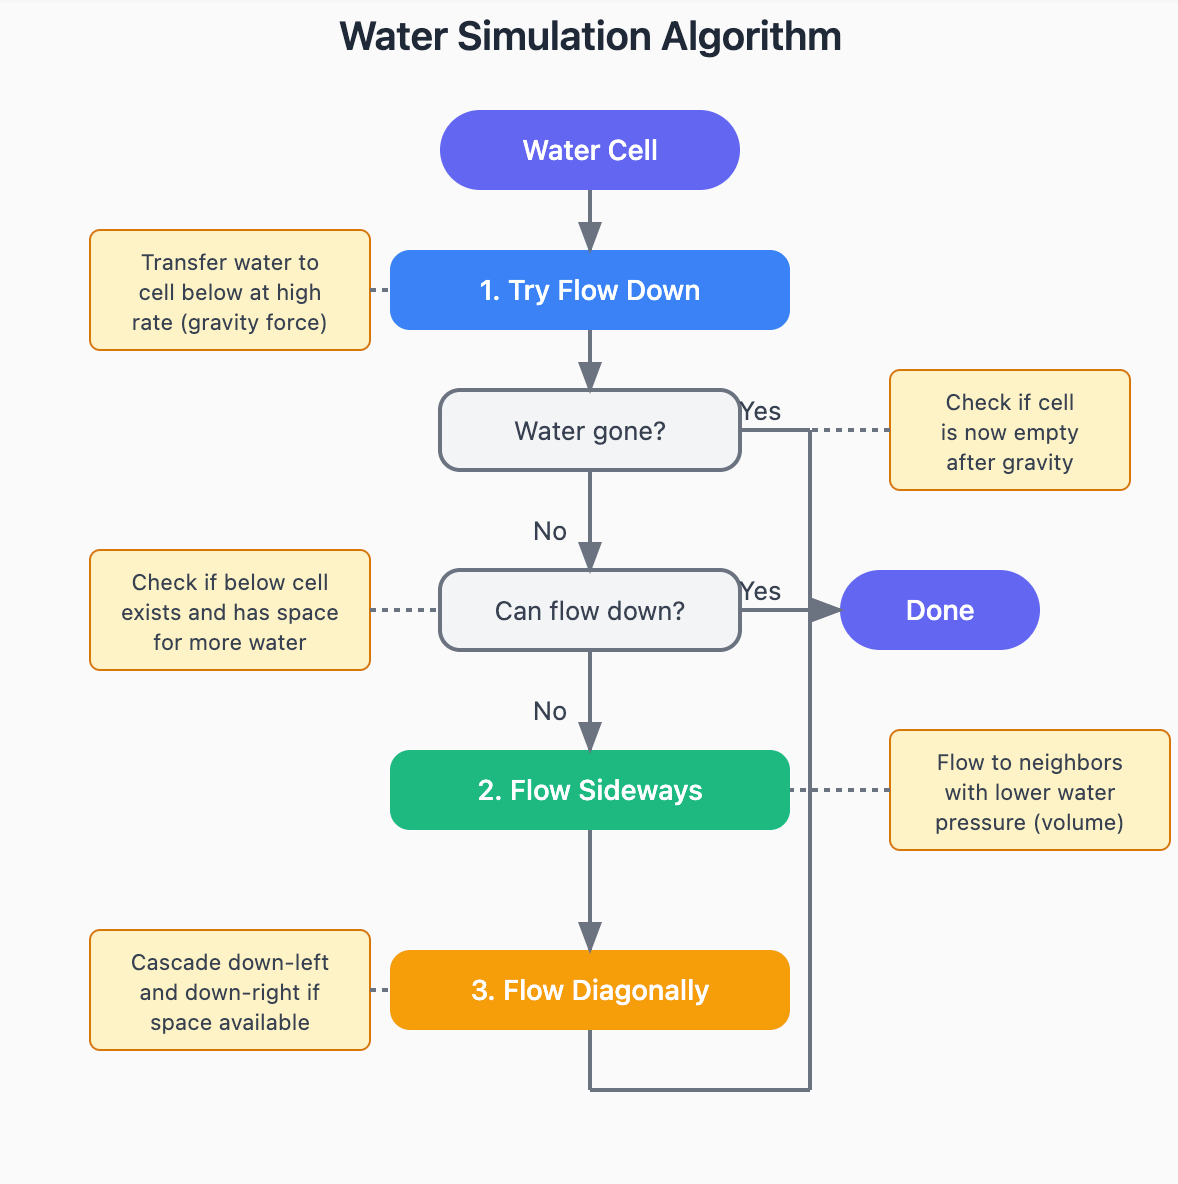 Water Simulation Algorithm
Water Cell
Transfer water to
cell below at high
rate (gravity force)
1. Try Flow Down
Water gone?
Yes
Check if cell
is now empty
after gravity
No
Check if below cell
exists and has space
for more water
Can flow down?
Yes
Done
No
2. Flow Sideways
Flow to neighbors
with lower water
pressure (volume)
Cascade down-left
and down-right if
space available
3. Flow Diagonally